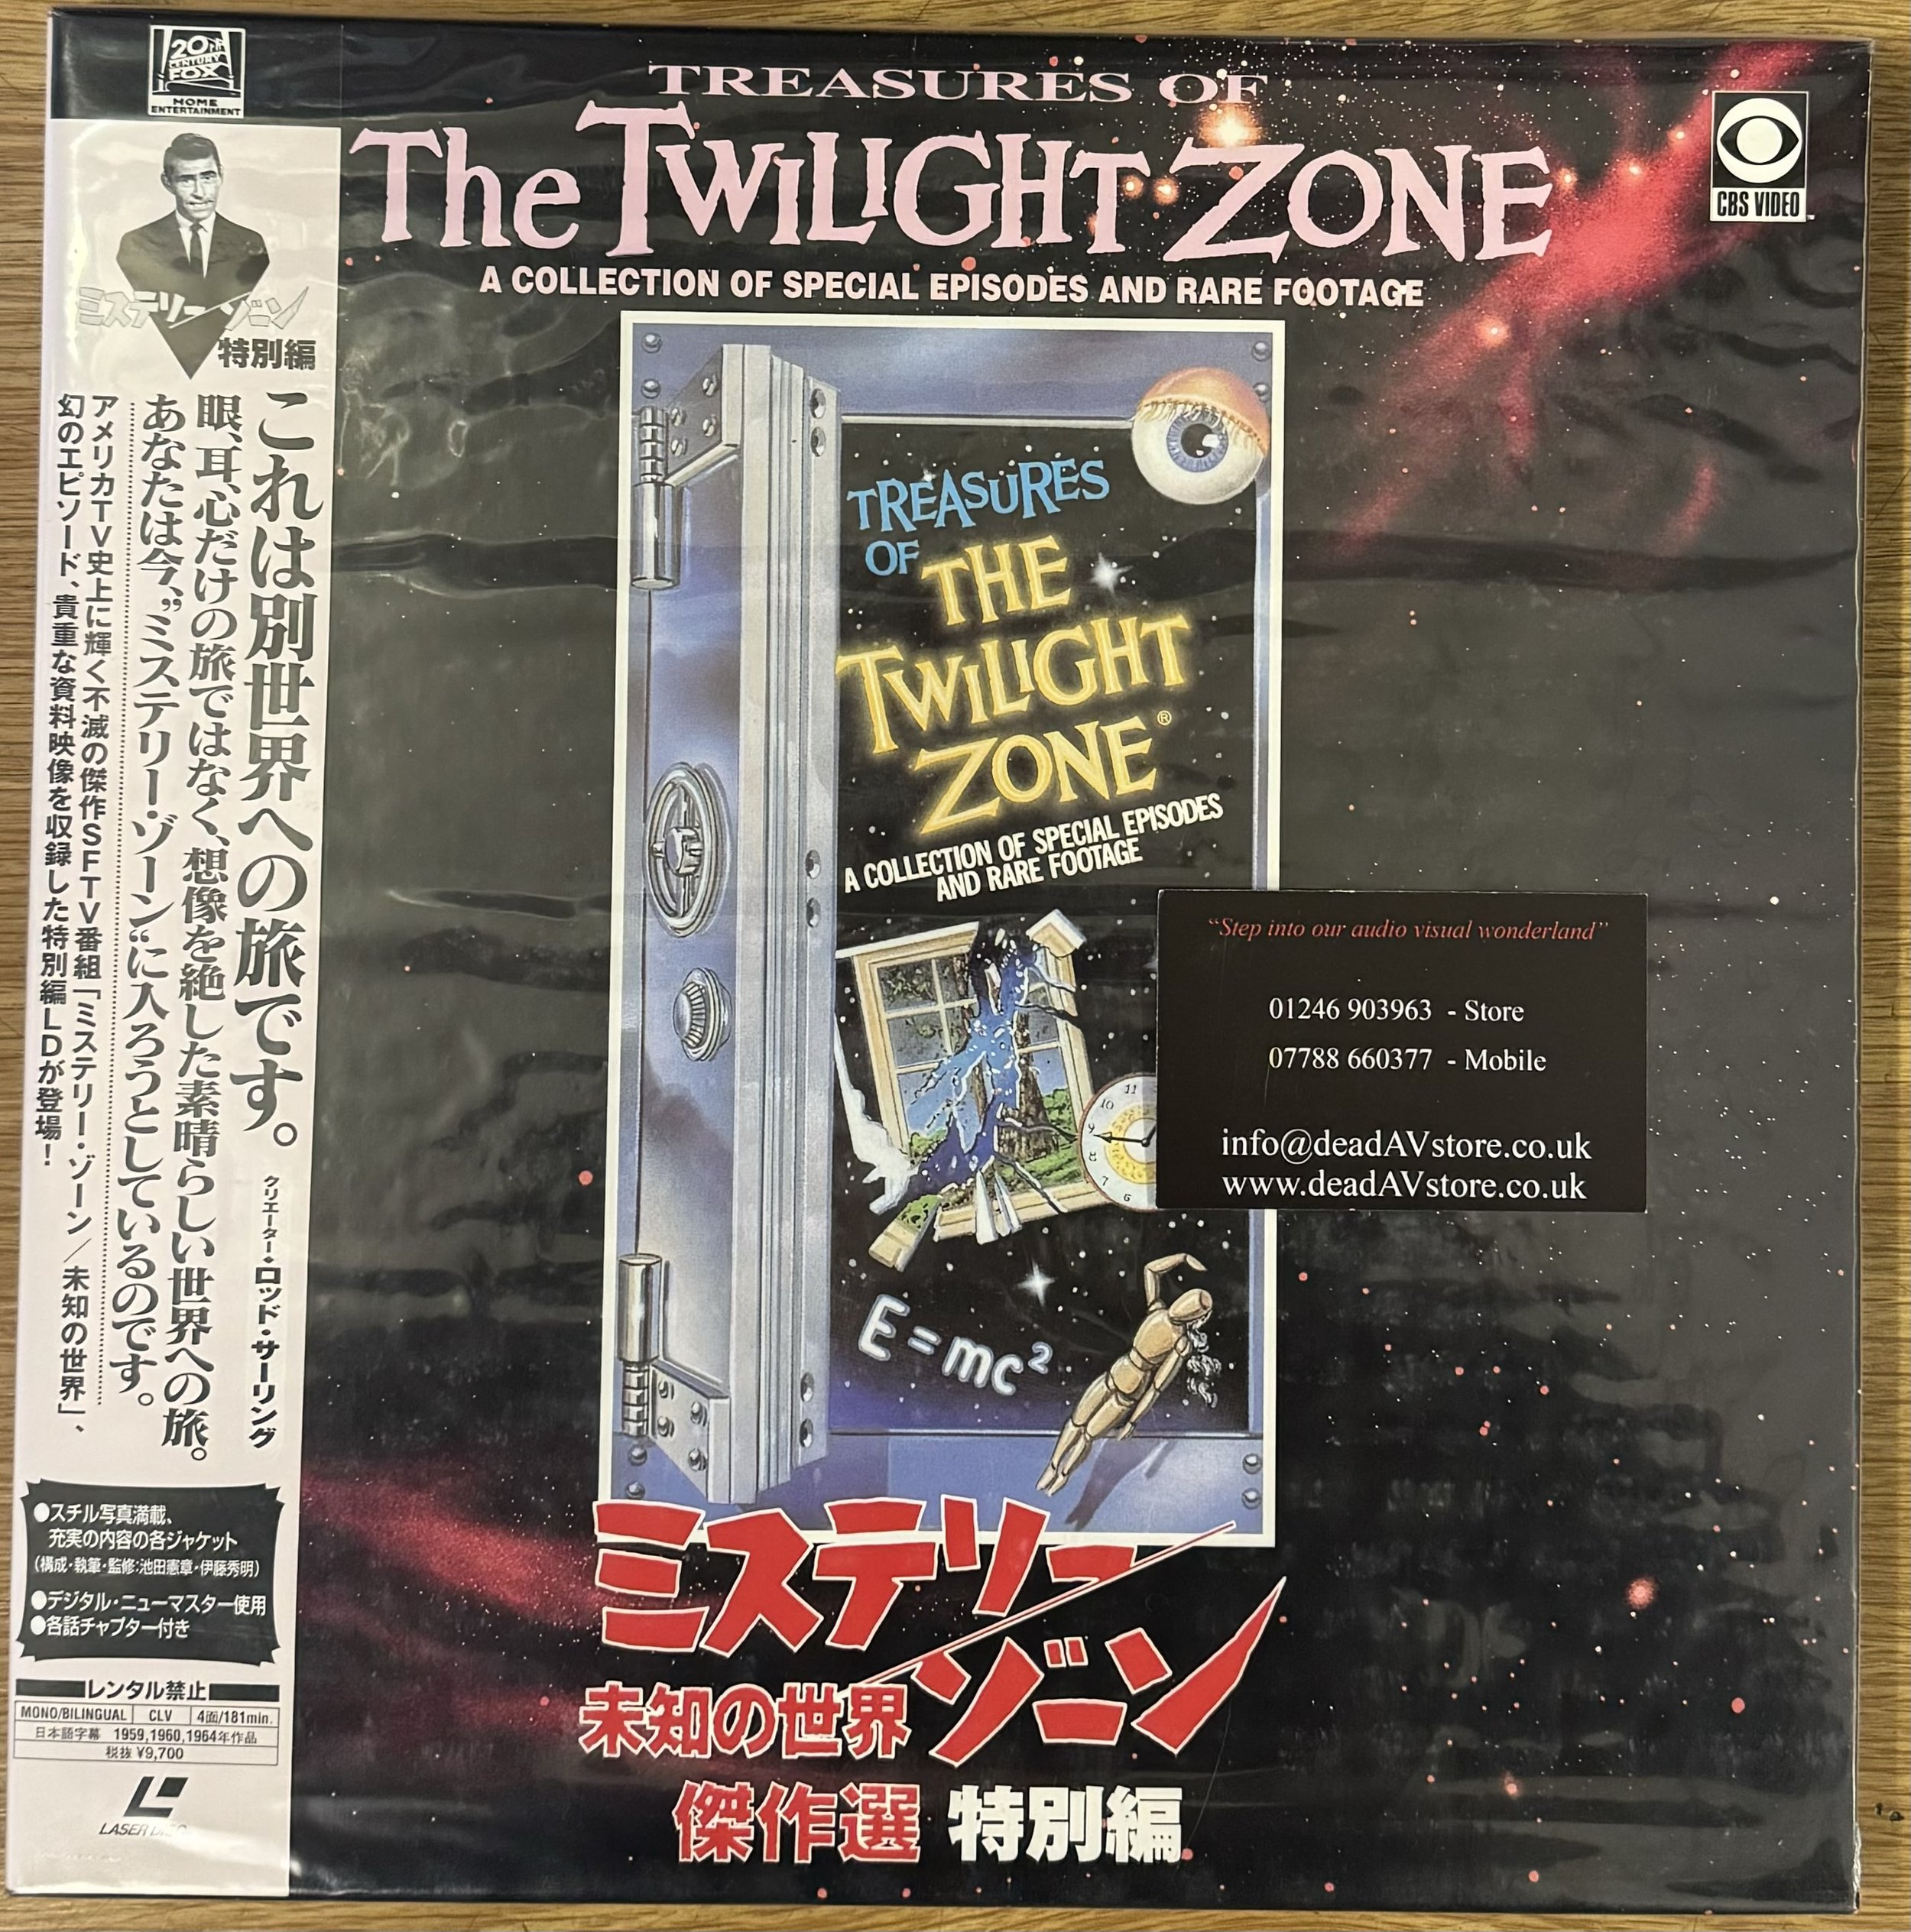 20TH
CENTURY
FOX
HOME
ENTERTAINMENT
ミステリーゾーン
特別編
これは別世界への旅です。
クリエーター・ロッド・サーリング
眼、耳、心だけの旅ではなく、想像を絶した素晴らしい世界への旅。
あなたは今、”ミステリー・ゾーン“に入ろうとしているのです。
アメリカTV史上に輝く不滅の傑作SFTV番組「ミステリー・ゾーン/未知の世界」、
幻のエピソード、貴重な資料映像を収録した特別編LDが登場!
●スチル写真満載、
充実の内容の各ジャケット
(構成・執筆・監修:池田憲章・伊藤秀明)
●デジタル・ニューマスター使用
●各話チャプター付き
レンタル禁止
MONO/BILINGUAL CLV 4面/181min.
日本語字幕 1959,1960,1964年作品
税抜 ¥9,700
LASER DISC
TREASURES OF
The TWILIGHT ZONE
A COLLECTION OF SPECIAL EPISODES AND RARE FOOTAGE
CBS VIDEO
TREASURES
OF THE
TWILIGHT
ZONE®
A COLLECTION OF SPECIAL EPISODES
AND RARE FOOTAGE
11
10
9
8
7 6
E=mc²
“Step into our audio visual wonderland”
01246 903963 - Store
07788 660377 - Mobile
info@deadAVstore.co.uk
www.deadAVstore.co.uk
ミステリー
ゾーン
未知の世界
傑作選 特別編